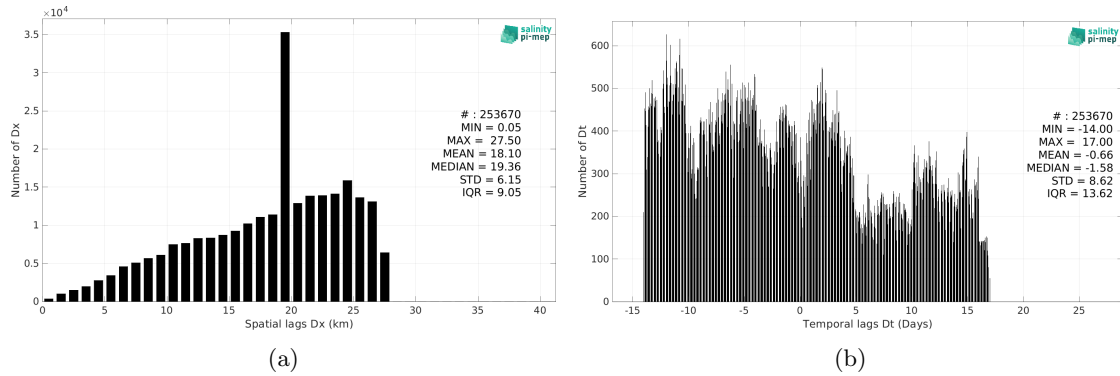 ×10⁴
3.5
3
2.5
2
1.5
1
0.5
0
0 5 10 15 20 25 30 35 40
Number of Dx
Spatial lags Dx (km)
salinity
pi-mep
# : 253670
MIN = 0.05
MAX = 27.50
MEAN = 18.10
MEDIAN = 19.36
STD = 6.15
IQR = 9.05
(a)
600
500
400
300
200
100
0
-15 -10 -5 0 5 10 15 20 25
Number of Dt
Temporal lags Dt (Days)
salinity
pi-mep
# : 253670
MIN = -14.00
MAX = 17.00
MEAN = -0.66
MEDIAN = -1.58
STD = 8.62
IQR = 13.62
(b)